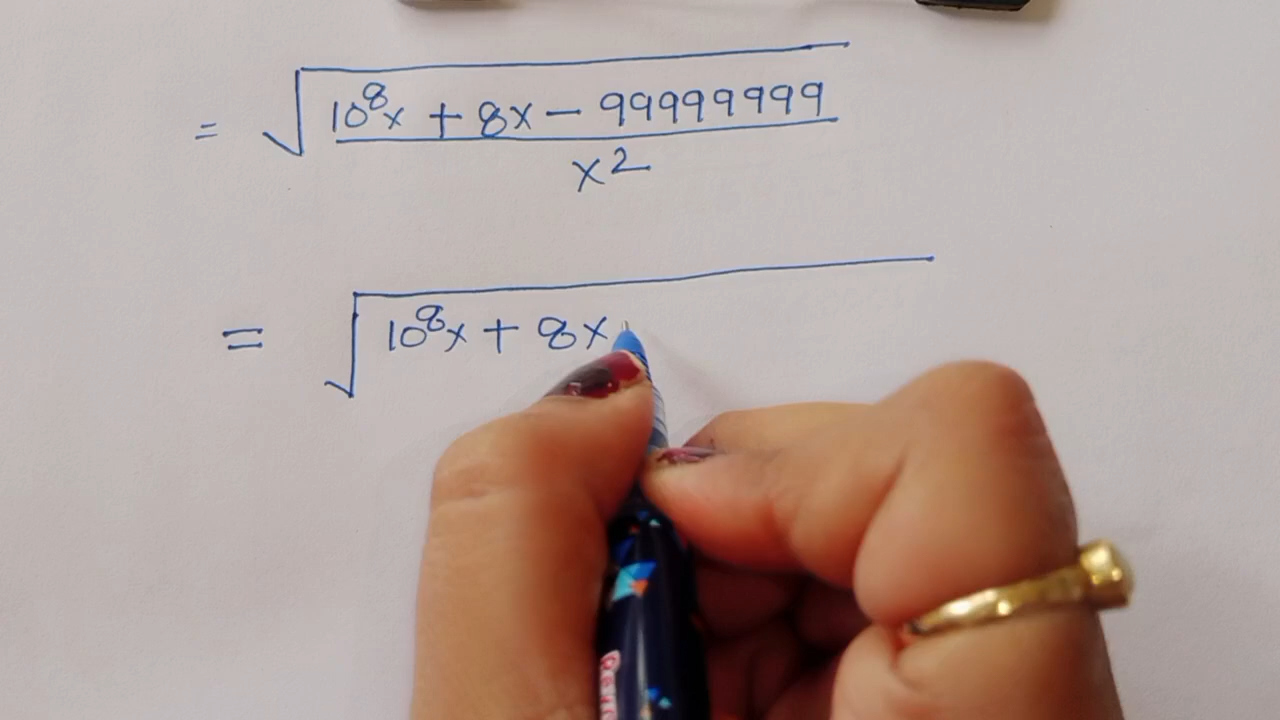 = √ 10⁸x + 8x − 99999999
x²
= √ 10⁸x + 8x